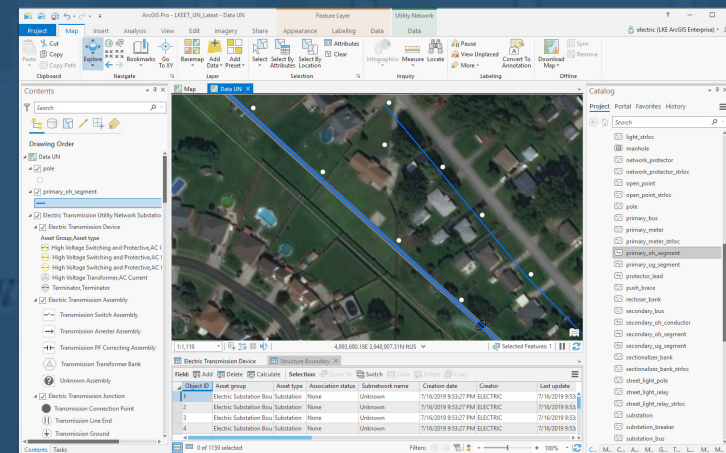 ArcGIS Pro - LKEET_UN_Latest - Data UN
Feature Layer
Utility Network
?
Project Map Insert Analysis View Edit Imagery Share Appearance Labeling Data Data
electric (LKE ArcGIS Enterprise)
Paste
Cut
Copy
Copy Path
Clipboard
Explore
Bookmarks
Go To XY
Navigate
Basemap
Add Data
Add Preset
Layer
Select
Select By Attributes
Select By Location
Attributes
Clear
Selection
Infographics
Measure
Locate
Inquiry
Pause
View Unplaced
More
Convert To Annotation
Labeling
Download Map
Sync
Remove
Offline
Contents
Search
Drawing Order
Data UN
pole
primary_oh_segment
Electric Transmission Utility Network Substatio
Electric Transmission Device
Asset Group,Asset type
High Voltage Switching and Protective,AC
High Voltage Switching and Protective,AC
High Voltage Switching and Protective,AC
High Voltage Transformer,AC Current
Terminator,Terminator
Electric Transmission Assembly
Transmission Switch Assembly
Transmission Arrester Assembly
Transmission PF Correcting Assembly
Transmission Transformer Bank
Unknown Assembly
Electric Transmission Junction
Transmission Connection Point
Transmission Line End
Transmission Ground
Contents Tasks
Map
Data UN
1:1,119
4,893,680.18E 3,948,907.51N ftUS
Selected Features: 1
Electric Transmission Device
Structure Boundary
Field: Add Delete Calculate Selection: Zoom To Switch Clear Delete Copy
Object ID Asset group Asset type Association status Subnetwork name Creation date Creator Last update
1 Electric Substation Bou Substation None Unknown 7/16/2019 9:53:27 PM ELECTRIC 7/16/2019 9:53:
2 Electric Substation Bou Substation None Unknown 7/16/2019 9:53:27 PM ELECTRIC 7/16/2019 9:53:
3 Electric Substation Bou Substation None Unknown 7/16/2019 9:53:27 PM ELECTRIC 7/16/2019 9:53:
4 Electric Substation Bou Substation None Unknown 7/16/2019 9:53:27 PM ELECTRIC 7/16/2019 9:53:
0 of 1159 selected
Filters:
100%
Catalog
Project Portal Favorites History
Search
light_strloc
manhole
network_protector
network_protector_strloc
open_point
open_point_strloc
pole
primary_bus
primary_meter
primary_meter_strloc
primary_oh_segment
primary_ug_segment
protector_lead
push_brace
recloser_bank
secondary_bus
secondary_oh_conductor
secondary_oh_segment
secondary_ug_segment
sectionalizer_bank
sectionalizer_bank_strloc
street_light_pole
street_light_relay
street_light_relay_strloc
substation
substation_breaker
substation_bus
C... M... C... A... M... G... T... L... M... M...